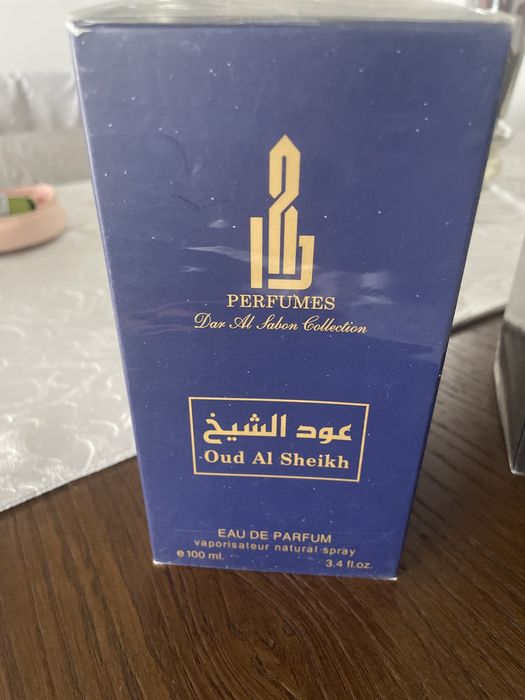 PERFUMES
Dar Al Sabon Collection
عود الشيخ
Oud Al Sheikh
EAU DE PARFUM
vaporisateur natural spray
e 100 ml. 3.4 fl.oz.